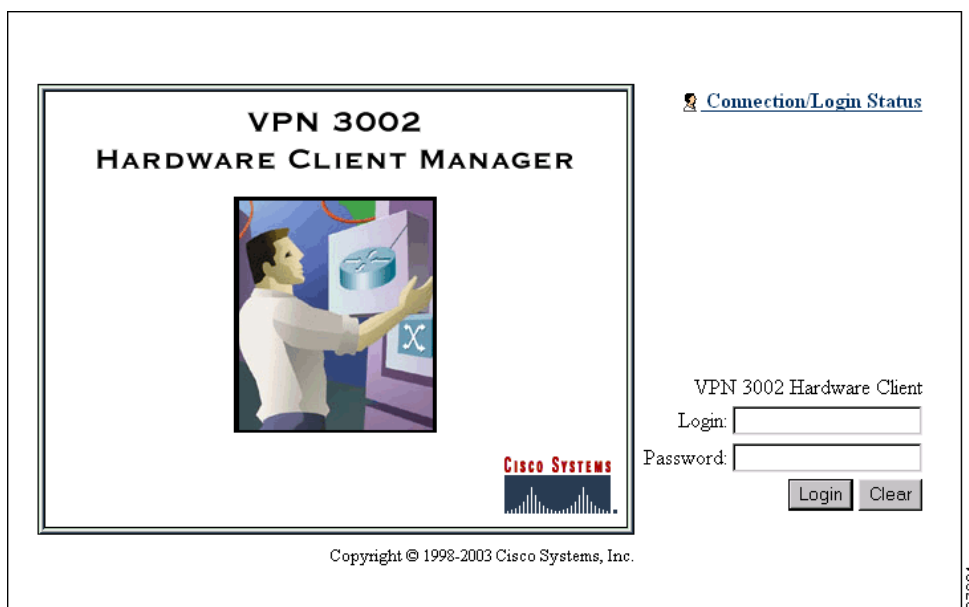 VPN 3002
HARDWARE CLIENT MANAGER
Connection/Login Status
CISCO SYSTEMS
VPN 3002 Hardware Client
Login:
Password:
Login Clear
Copyright © 1998-2003 Cisco Systems, Inc.